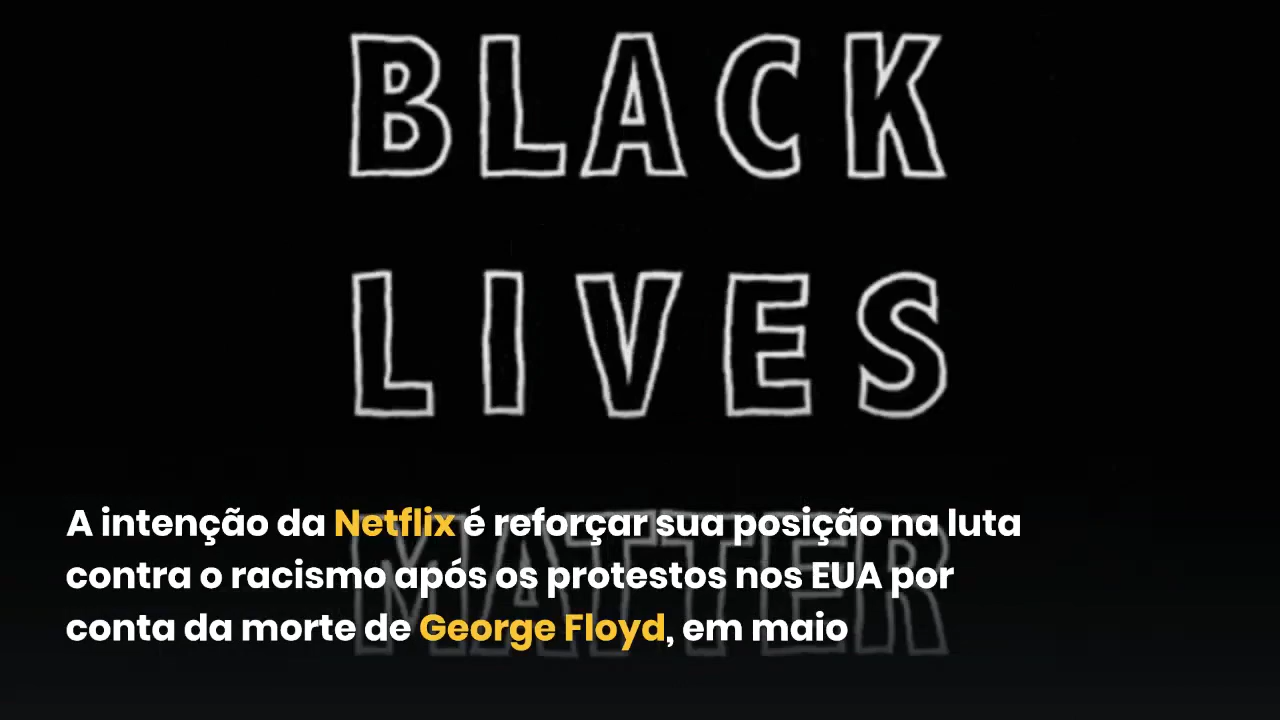 BLACK
LIVES
MATTER
A intenção da Netflix é reforçar sua posição na luta
contra o racismo após os protestos nos EUA por
conta da morte de George Floyd, em maio